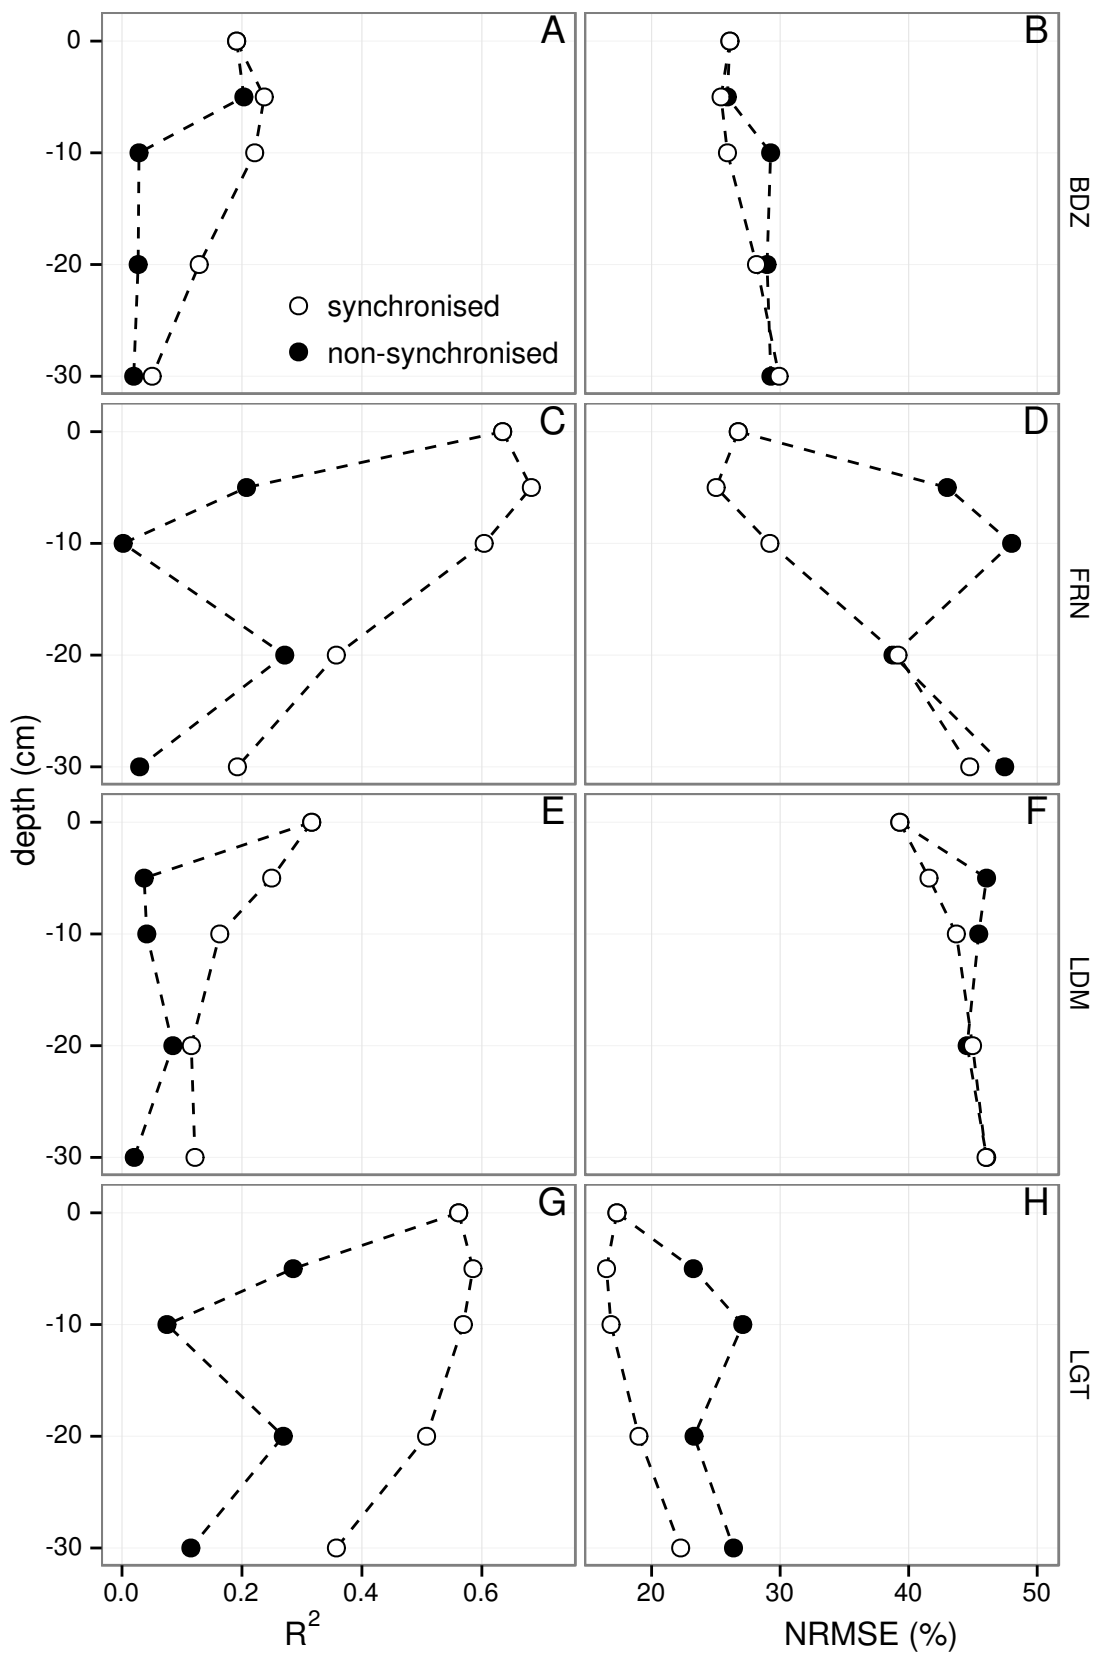 A
B
0
-10
-20
-30
BDZ
synchronised
non-synchronised
C
D
0
-10
-20
-30
FRN
depth (cm)
E
F
0
-10
-20
-30
LDM
G
H
0
-10
-20
-30
LGT
0.0 0.2 0.4 0.6
20 30 40 50
R²
NRMSE (%)